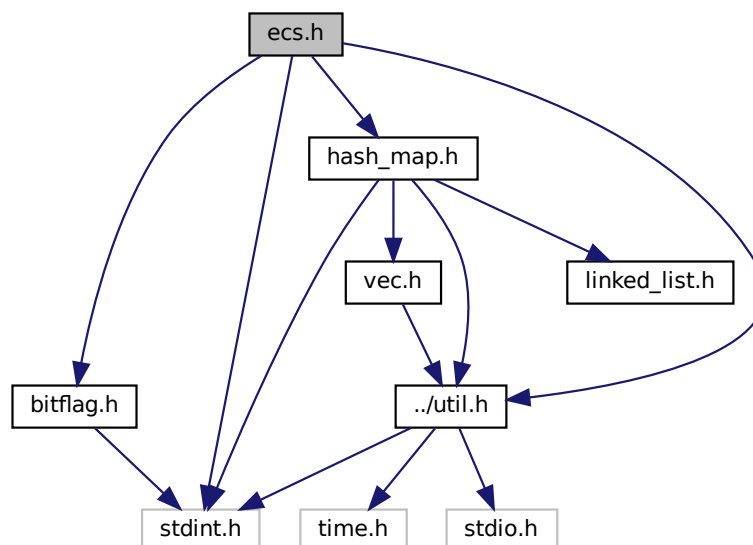 ecs.h
hash_map.h
vec.h
linked_list.h
bitflag.h
../util.h
stdint.h
time.h
stdio.h